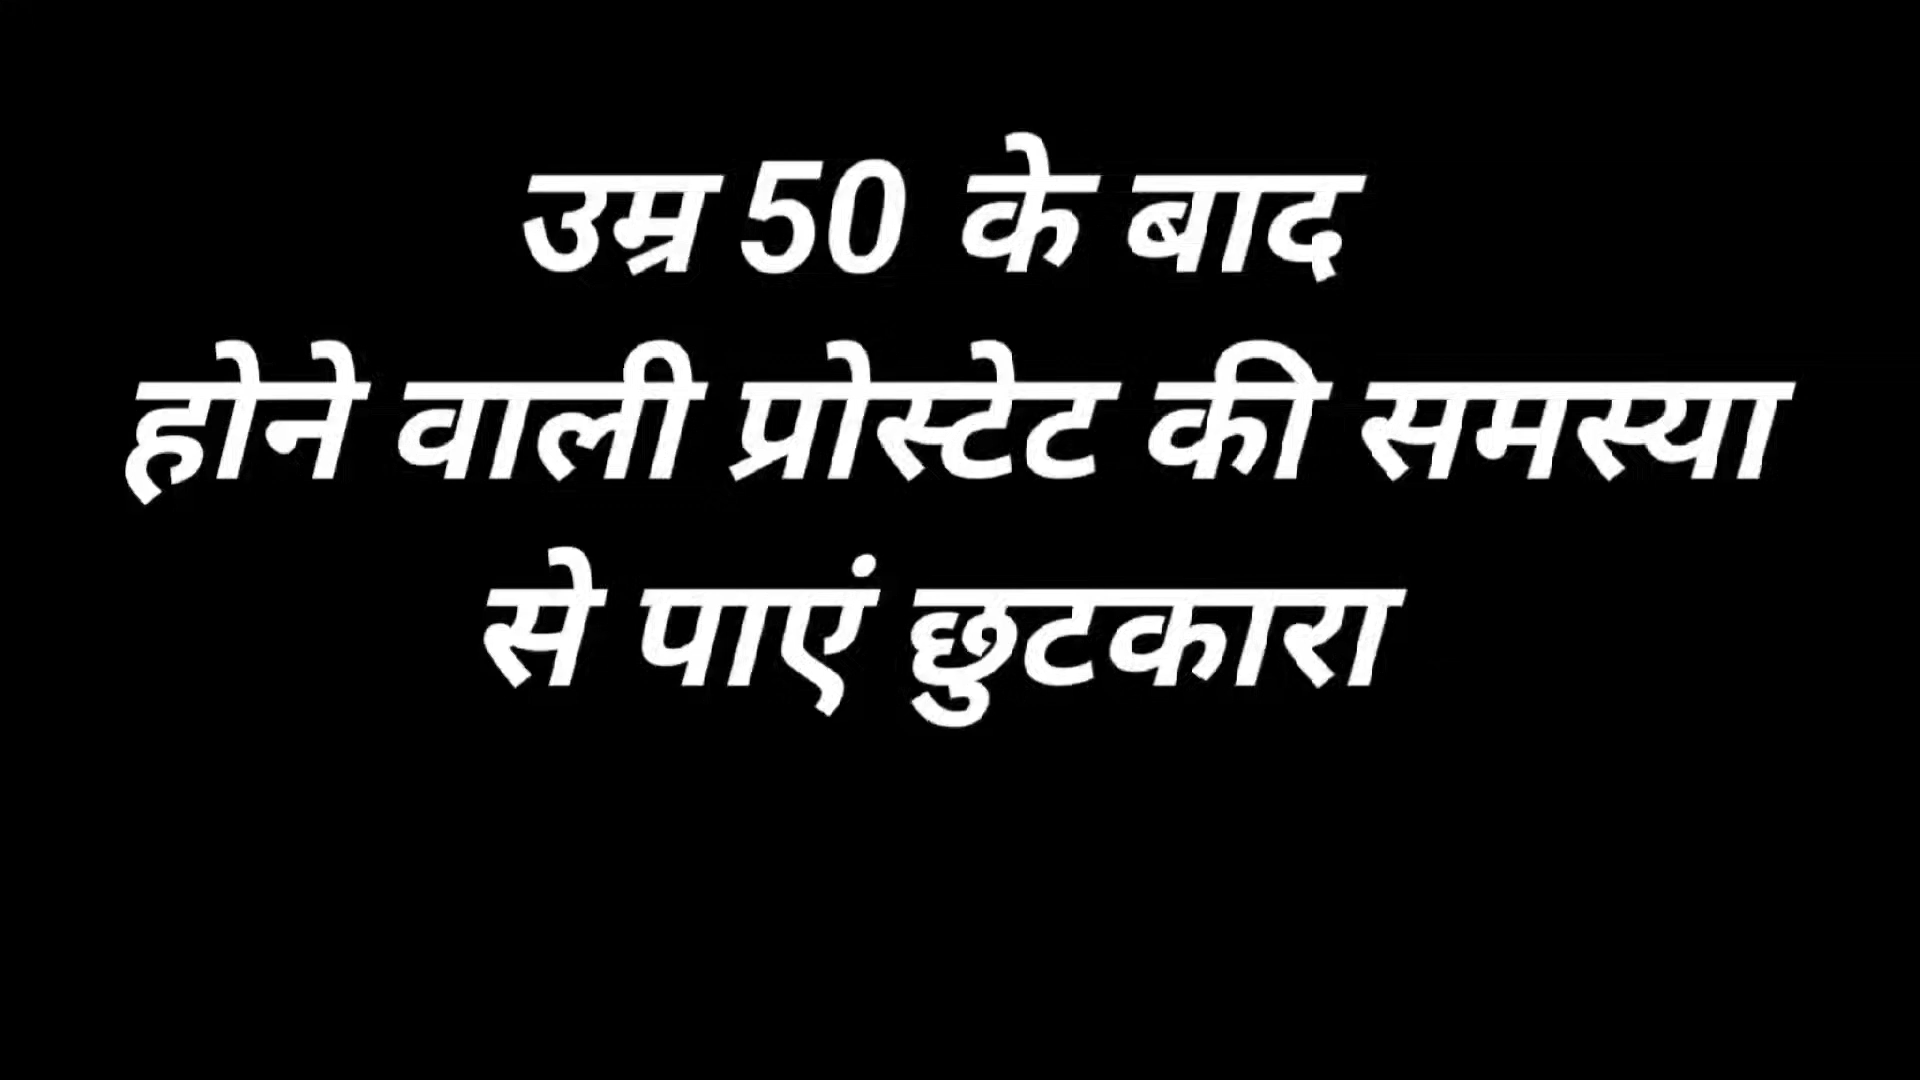 उम्र 50 के बाद
होने वाली प्रोस्टेट की समस्या
से पाएं छुटकारा